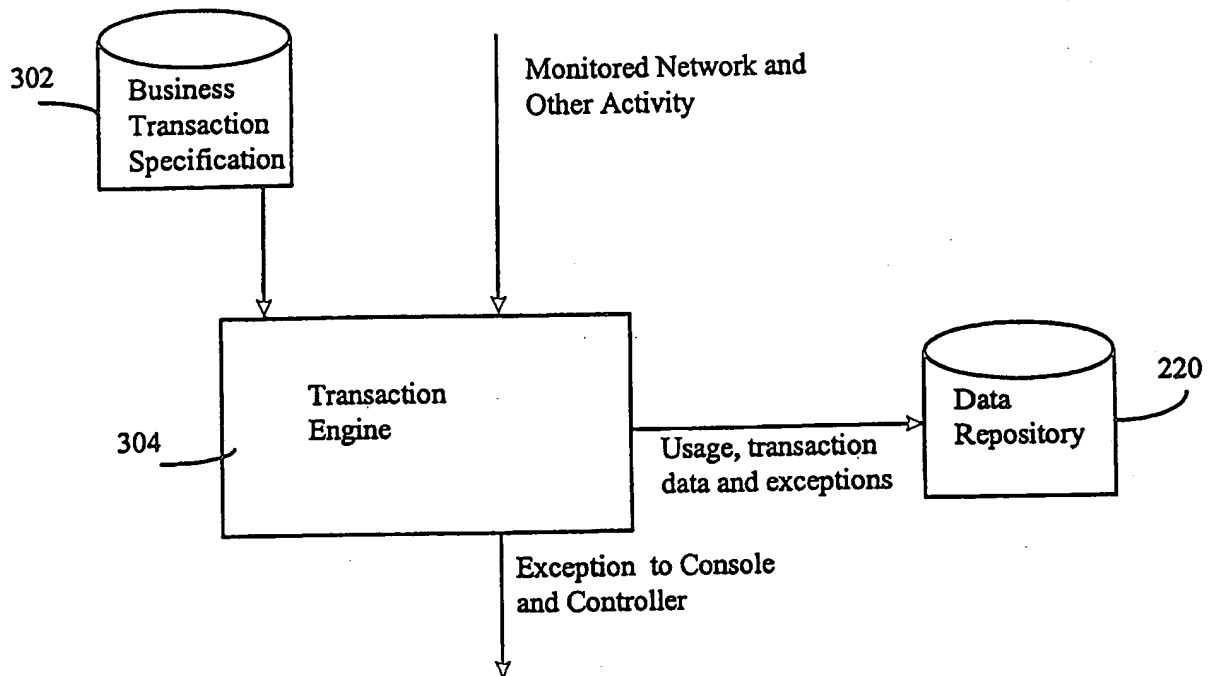 302
Business
Transaction
Specification
Monitored Network and
Other Activity
Transaction
Engine
304
Usage, transaction
data and exceptions
Data
Repository
220
Exception to Console
and Controller